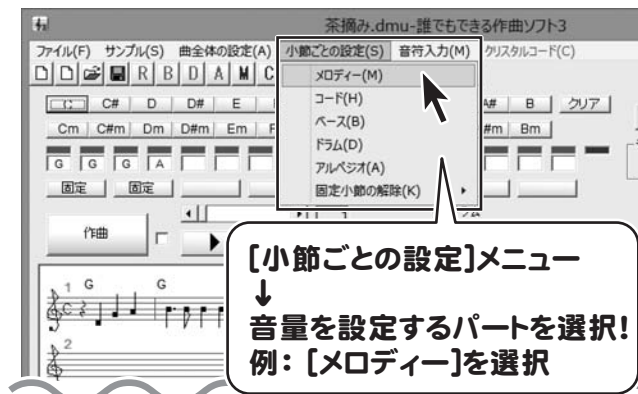 茶摘み.dmu-誰でもできる作曲ソフト3
ファイル(F) サンプル(S) 曲全体の設定(A) 小節ごとの設定(S) 音符入力(M) クリスタルコード(C)
R B D A M C
メロディー(M)
C C# D D# E A# B クリア
コード(H)
Cm C#m Dm D#m Em F #m Bm
ベース(B)
ドラム(D)
G G G A
アルペジオ(A)
固定 固定
固定小節の解除(K)
1
作曲
[小節ごとの設定]メニュー
↓
音量を設定するパートを選択!
例:[メロディー]を選択
1 G G
2